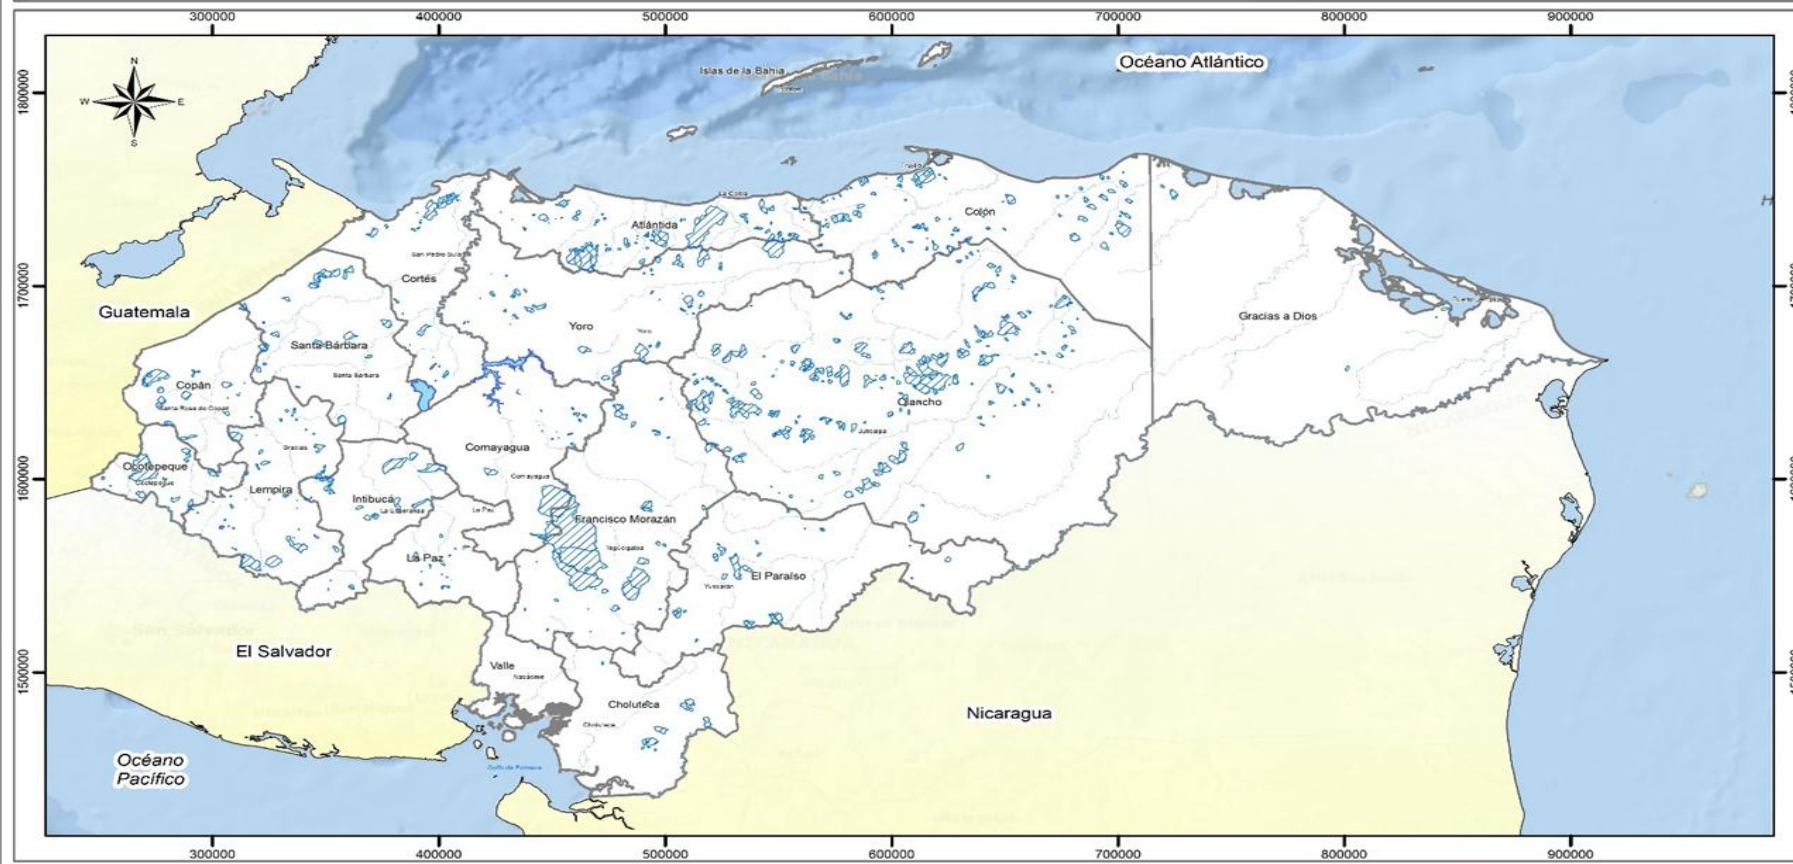 300000 400000 500000 600000 700000 800000 900000
N
W E
S
1800000
1700000
1600000
1500000
Océano Atlántico
Islas de la Bahía
La Ceiba
Trujillo
Atlántida
Colón
San Pedro Sula
Cortés
Guatemala
Yoro
Yoro
Gracias a Dios
Santa Bárbara
Santa Bárbara
Copán
Santa Rosa de Copán
Olancho
Juticalpa
Gracias
Comayagua
Comayagua
Ocotepeque
Ocotepeque
Lempira
Intibucá
La Esperanza
La Paz
Francisco Morazán
Tegucigalpa
La Paz
El Paraíso
Yuscarán
El Salvador
Valle
Nacaome
Choluteca
Choluteca
Nicaragua
Océano
Pacífico
Golfo de Fonseca
300000 400000 500000 600000 700000 800000 900000